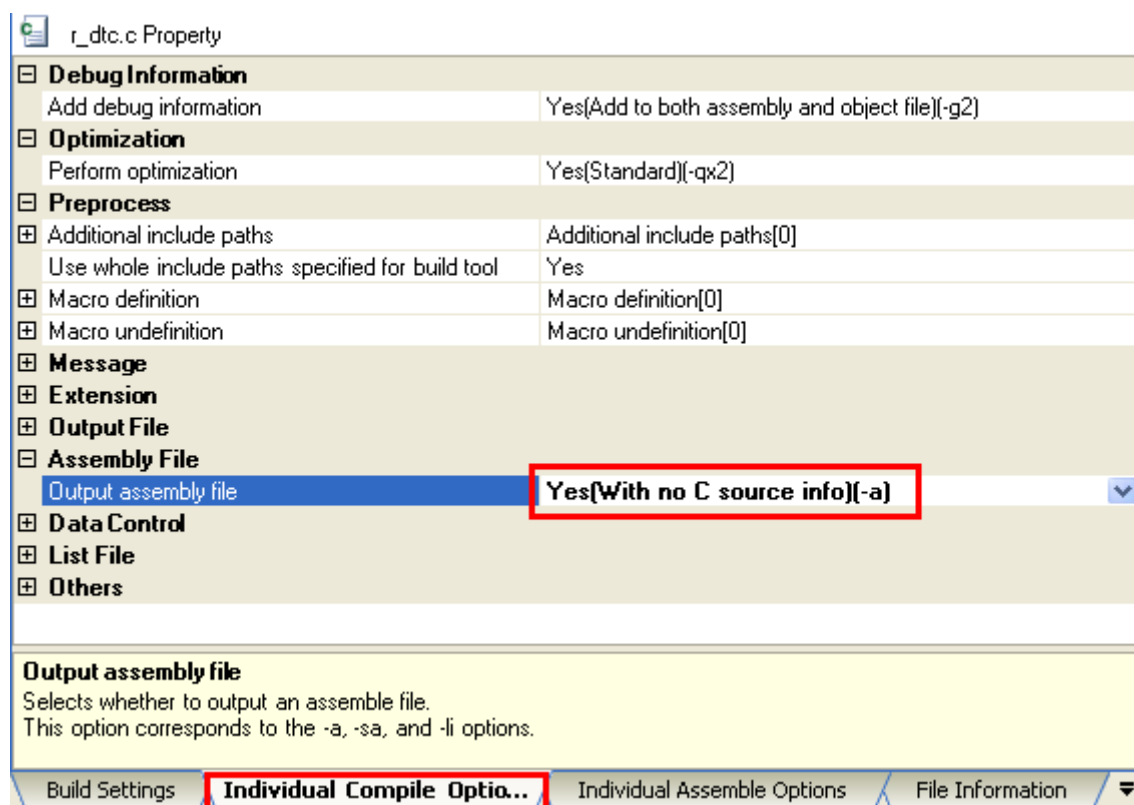 r_dtc.c Property
Debug Information
Add debug information Yes(Add to both assembly and object file)(-g2)
Optimization
Perform optimization Yes(Standard)(-qx2)
Preprocess
Additional include paths Additional include paths[0]
Use whole include paths specified for build tool Yes
Macro definition Macro definition[0]
Macro undefinition Macro undefinition[0]
Message
Extension
Output File
Assembly File
Output assembly file Yes(With no C source info)(-a)
Data Control
List File
Others
Output assembly file
Selects whether to output an assemble file.
This option corresponds to the -a, -sa, and -li options.
Build Settings Individual Compile Optio... Individual Assemble Options File Information